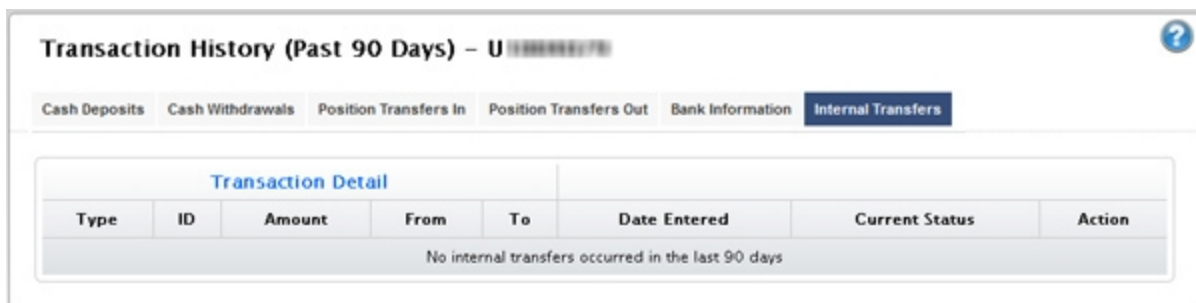 Transaction History (Past 90 Days) – U
?
Cash Deposits Cash Withdrawals Position Transfers In Position Transfers Out Bank Information Internal Transfers
Transaction Detail
Type ID Amount From To Date Entered Current Status Action
No internal transfers occurred in the last 90 days